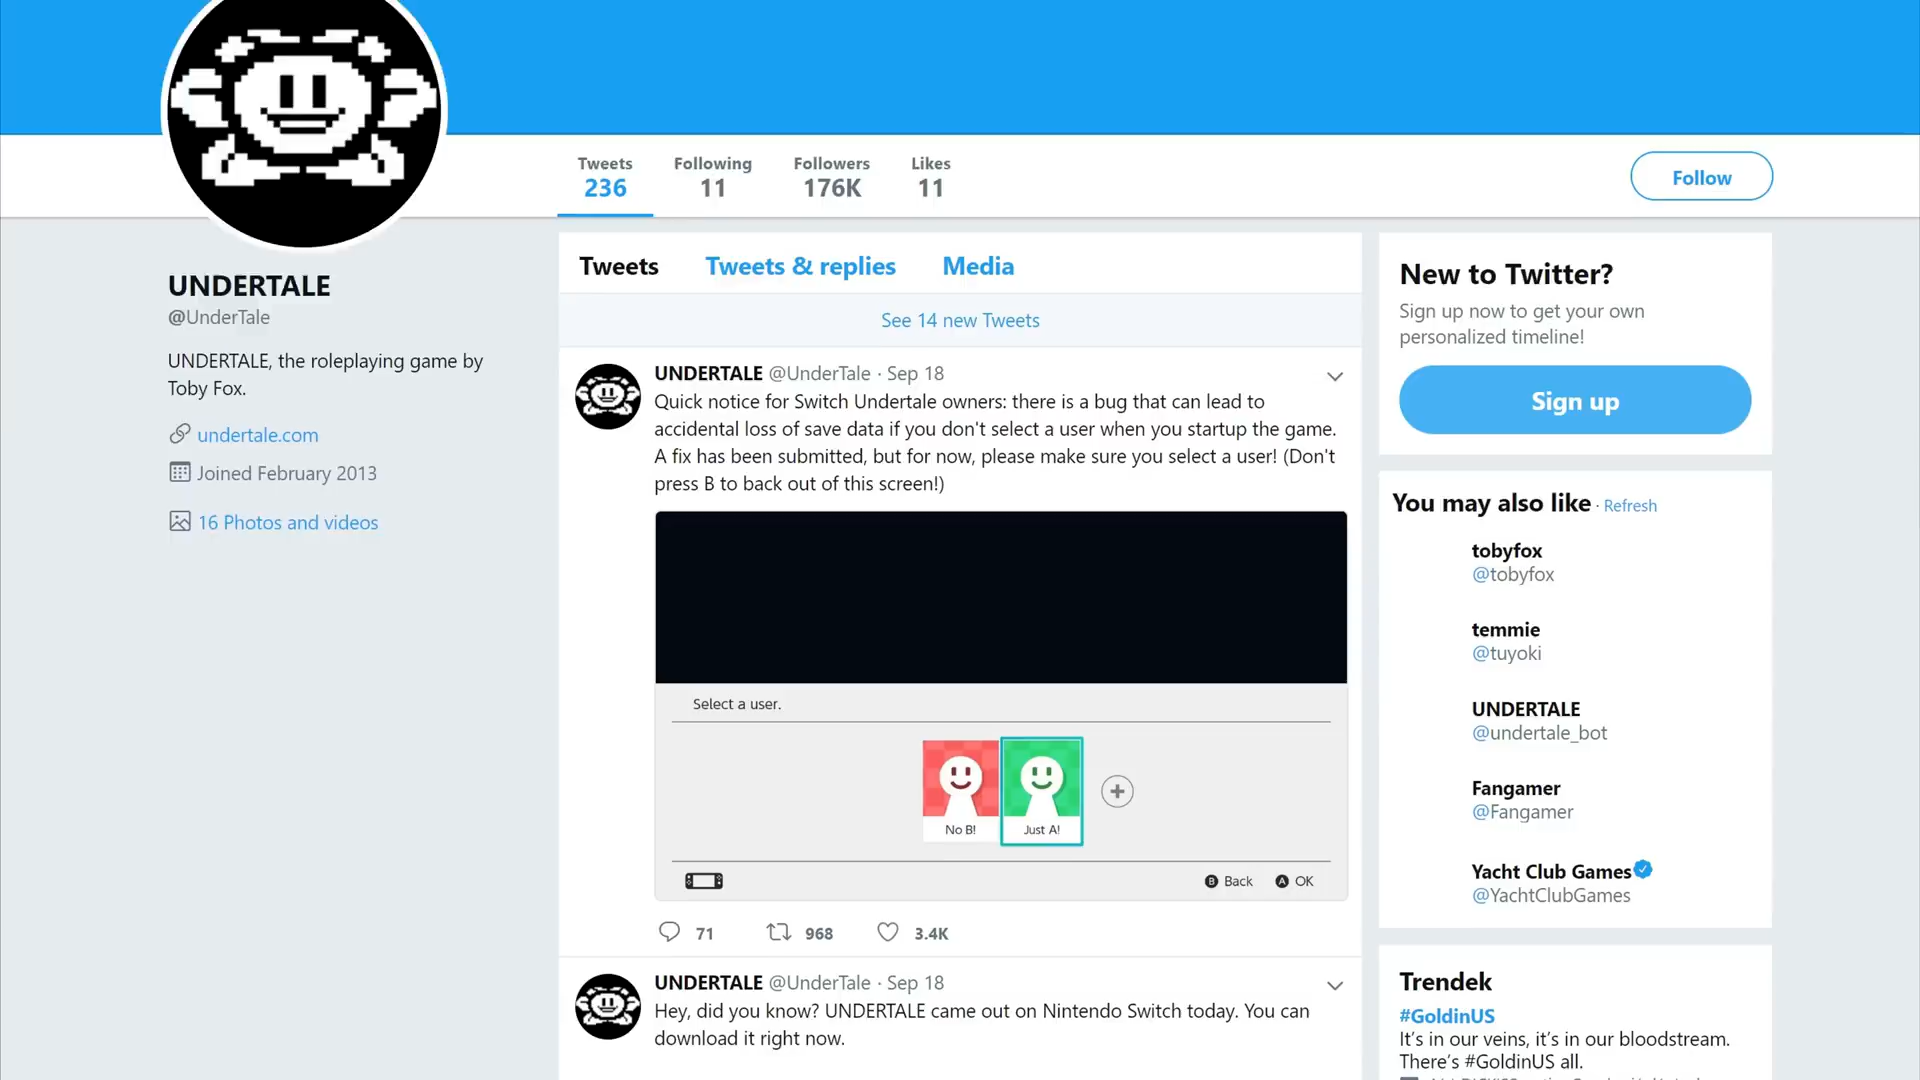 Tweets
236
Following
11
Followers
176K
Likes
11
Follow
UNDERTALE
@UnderTale
UNDERTALE, the roleplaying game by
Toby Fox.
undertale.com
Joined February 2013
16 Photos and videos
Tweets
Tweets & replies
Media
See 14 new Tweets
UNDERTALE @UnderTale · Sep 18
Quick notice for Switch Undertale owners: there is a bug that can lead to
accidental loss of save data if you don't select a user when you startup the game.
A fix has been submitted, but for now, please make sure you select a user! (Don't
press B to back out of this screen!)
Select a user.
No B!
Just A!
B Back
A OK
71
968
3.4K
UNDERTALE @UnderTale · Sep 18
Hey, did you know? UNDERTALE came out on Nintendo Switch today. You can
download it right now.
New to Twitter?
Sign up now to get your own
personalized timeline!
Sign up
You may also like · Refresh
tobyfox
@tobyfox
temmie
@tuyoki
UNDERTALE
@undertale_bot
Fangamer
@Fangamer
Yacht Club Games
@YachtClubGames
Trendek
#GoldinUS
It's in our veins, it's in our bloodstream.
There's #GoldinUS all.